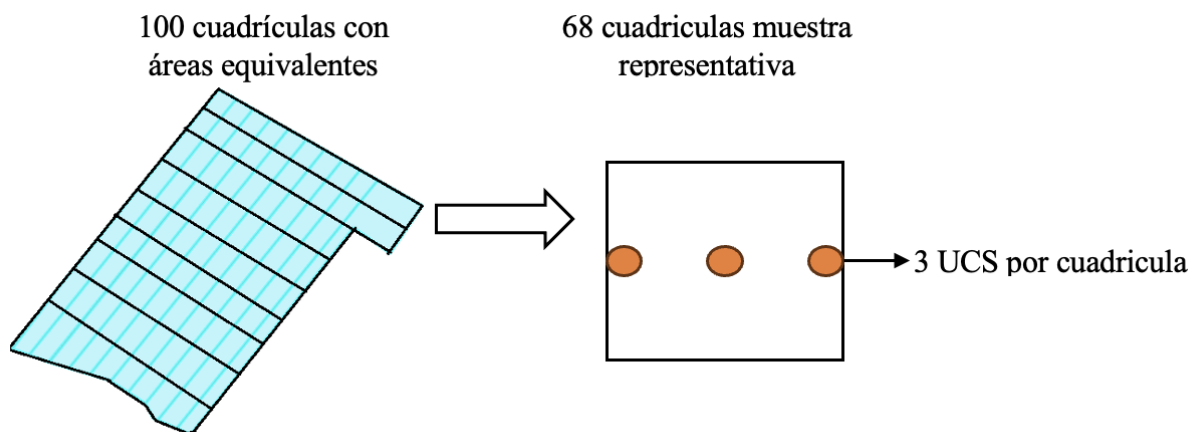 100 cuadrículas con
áreas equivalentes
68 cuadriculas muestra
representativa
3 UCS por cuadricula